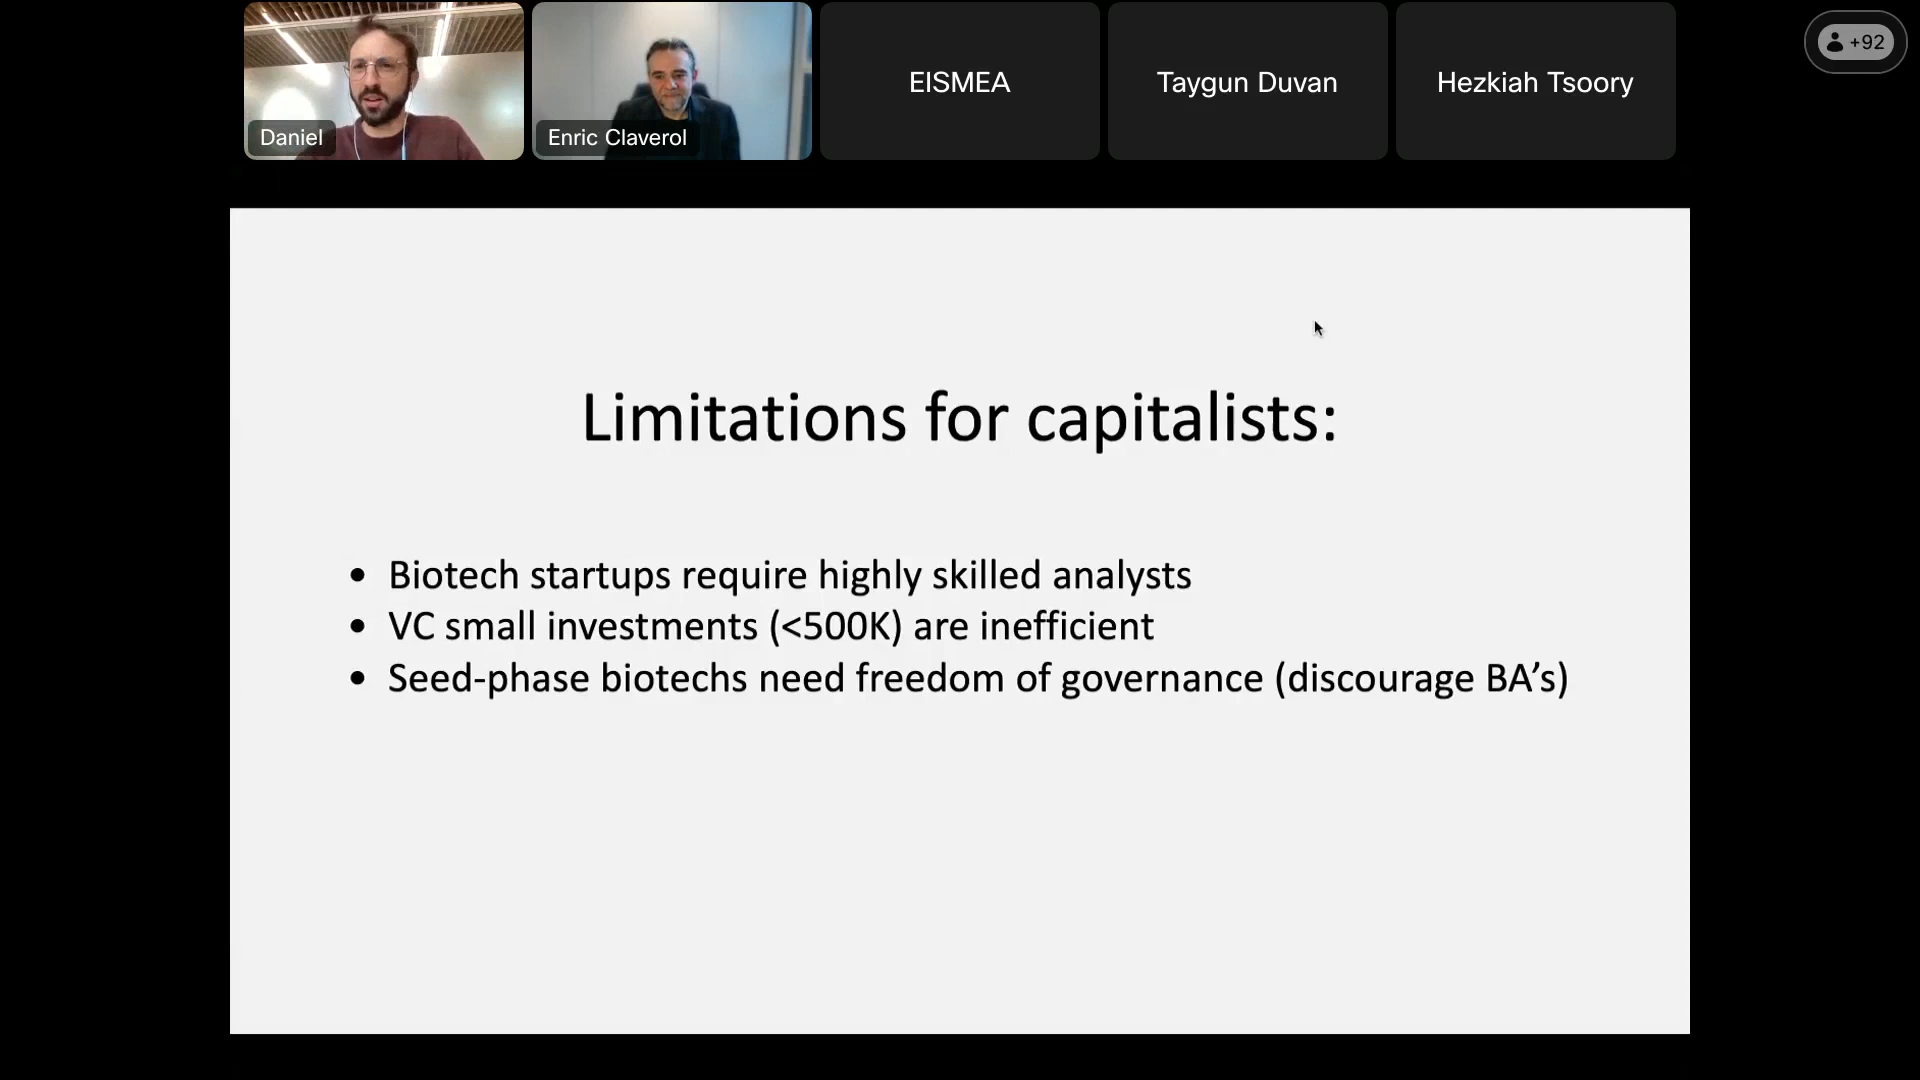 Daniel
Enric Claverol
EISMEA
Taygun Duvan
Hezkiah Tsoory
+92
Limitations for capitalists:
• Biotech startups require highly skilled analysts
• VC small investments (<500K) are inefficient
• Seed-phase biotechs need freedom of governance (discourage BA’s)